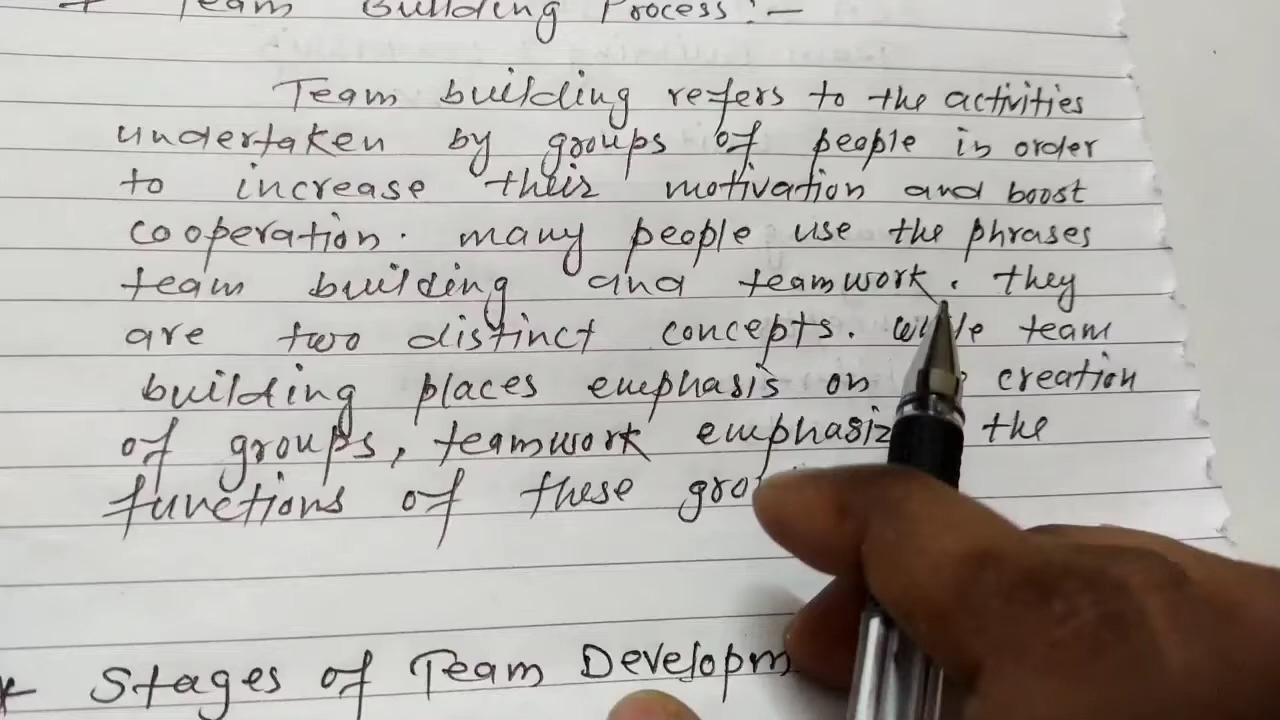 Team Building Process :-
Team building refers to the activities
undertaken by groups of people in order
to increase their motivation and boost
cooperation. many people use the phrases
team building and teamwork. they
are two distinct concepts. team
building places emphasis on creation
of groups, teamwork the
functions of these
* Stages of Team